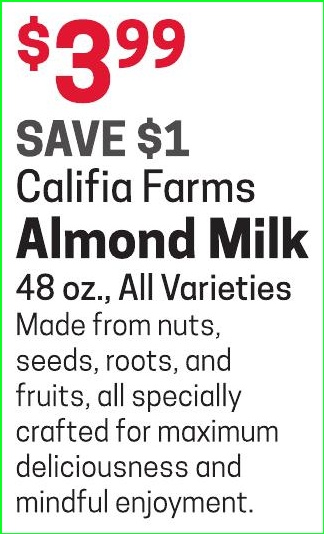 $3.99
SAVE $1
Califia Farms
Almond Milk
48 oz., All Varieties
Made from nuts,
seeds, roots, and
fruits, all specially
crafted for maximum
deliciousness and
mindful enjoyment.